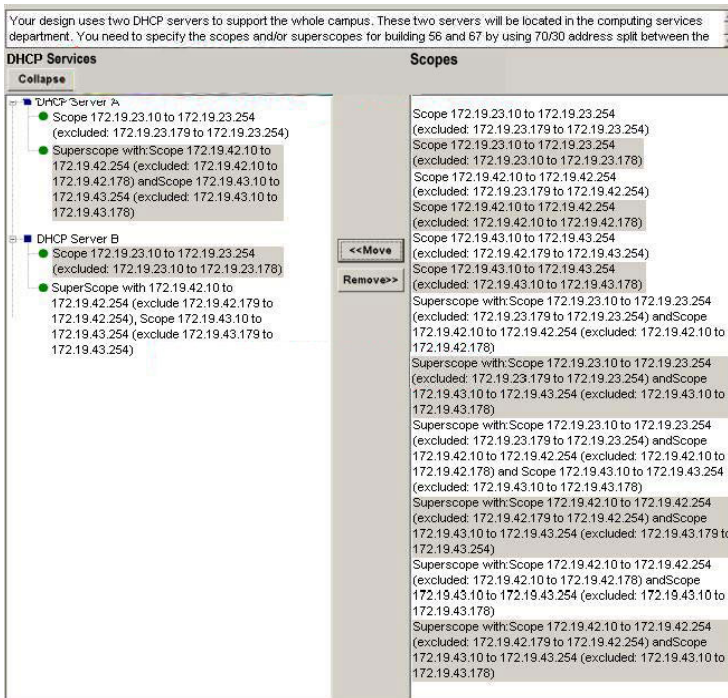 Your design uses two DHCP servers to support the whole campus. These two servers will be located in the computing services
department. You need to specify the scopes and/or superscopes for building 56 and 67 by using 70/30 address split between the
DHCP Services
Scopes
Collapse
DHCP Server A
Scope 172.19.23.10 to 172.19.23.254
(excluded: 172.19.23.179 to 172.19.23.254)
Superscope with:Scope 172.19.42.10 to
172.19.42.254 (excluded: 172.19.42.10 to
172.19.42.178) andScope 172.19.43.10 to
172.19.43.254 (excluded: 172.19.43.10 to
172.19.43.178)
DHCP Server B
Scope 172.19.23.10 to 172.19.23.254
(excluded: 172.19.23.10 to 172.19.23.178)
SuperScope with 172.19.42.10 to
172.19.42.254 (exclude 172.19.42.179 to
172.19.42.254), Scope 172.19.43.10 to
172.19.43.254 (exclude 172.19.43.179 to
172.19.43.254)
<<Move
Remove>>
Scope 172.19.23.10 to 172.19.23.254
(excluded: 172.19.23.179 to 172.19.23.254)
Scope 172.19.23.10 to 172.19.23.254
(excluded: 172.19.23.10 to 172.19.23.178)
Scope 172.19.42.10 to 172.19.42.254
(excluded: 172.19.23.179 to 172.19.42.254)
Scope 172.19.42.10 to 172.19.42.254
(excluded: 172.19.42.10 to 172.19.42.178)
Scope 172.19.43.10 to 172.19.43.254
(excluded: 172.19.42.179 to 172.19.43.254)
Scope 172.19.43.10 to 172.19.43.254
(excluded: 172.19.43.10 to 172.19.43.178)
Superscope with:Scope 172.19.23.10 to 172.19.23.254
(excluded: 172.19.23.179 to 172.19.23.254) andScope
172.19.42.10 to 172.19.42.254 (excluded: 172.19.42.10 to
172.19.42.178)
Superscope with:Scope 172.19.23.10 to 172.19.23.254
(excluded: 172.19.23.179 to 172.19.23.254) andScope
172.19.43.10 to 172.19.43.254 (excluded: 172.19.43.10 to
172.19.43.178)
Superscope with:Scope 172.19.23.10 to 172.19.23.254
(excluded: 172.19.23.179 to 172.19.23.254) andScope
172.19.42.10 to 172.19.42.254 (excluded: 172.19.42.10 to
172.19.42.178) and Scope 172.19.43.10 to 172.19.43.254
(excluded: 172.19.43.10 to 172.19.43.178)
Superscope with:Scope 172.19.42.10 to 172.19.42.254
(excluded: 172.19.42.179 to 172.19.42.254) andScope
172.19.43.10 to 172.19.43.254 (excluded: 172.19.43.179 to
172.19.43.254)
Superscope with:Scope 172.19.42.10 to 172.19.42.254
(excluded: 172.19.42.10 to 172.19.42.178) andScope
172.19.43.10 to 172.19.43.254 (excluded: 172.19.43.10 to
172.19.43.178)
Superscope with:Scope 172.19.42.10 to 172.19.42.254
(excluded: 172.19.42.179 to 172.19.42.254) andScope
172.19.43.10 to 172.19.43.254 (excluded: 172.19.43.10 to
172.19.43.178)